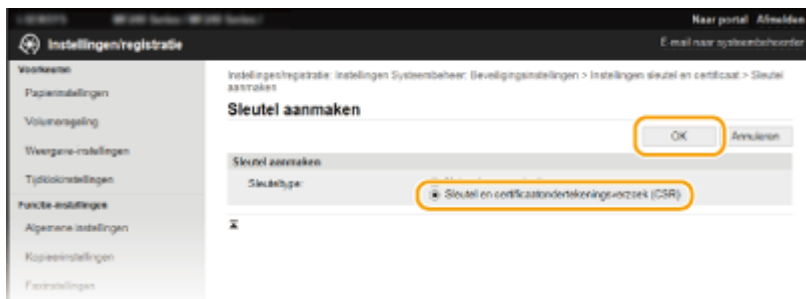 Naar portal Afmelden
Instellingen/registratie
E-mail naar systeembeheerder
Voorkeuren
Papierinstellingen
Volumeregeling
Weergave-instellingen
Tijdklokinstellingen
Functie-instellingen
Algemene instellingen
Kopieerinstellingen
Faxinstellingen
Instellingen/registratie: Instellingen Systeembeheer: Beveiligingsinstellingen > Instellingen sleutel en certificaat > Sleutel
aanmaken
Sleutel aanmaken
OK
Annuleren
Sleutel aanmaken
Sleuteltype:
Sleutel en certificaatondertekeningsverzoek (CSR)